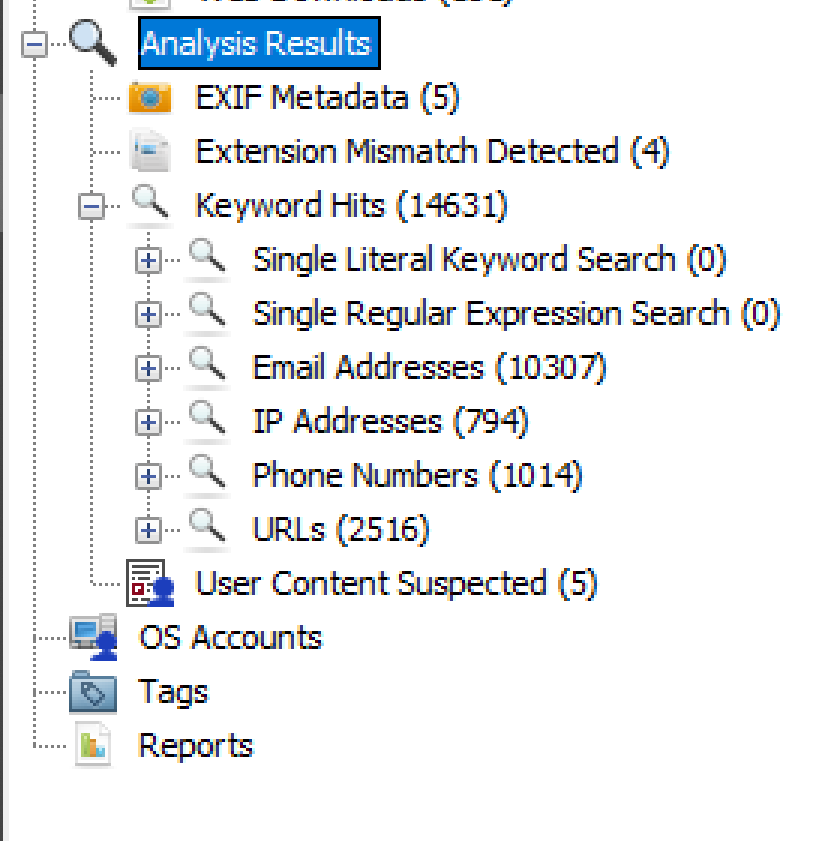 Analysis Results
EXIF Metadata (5)
Extension Mismatch Detected (4)
Keyword Hits (14631)
Single Literal Keyword Search (0)
Single Regular Expression Search (0)
Email Addresses (10307)
IP Addresses (794)
Phone Numbers (1014)
URLs (2516)
User Content Suspected (5)
OS Accounts
Tags
Reports